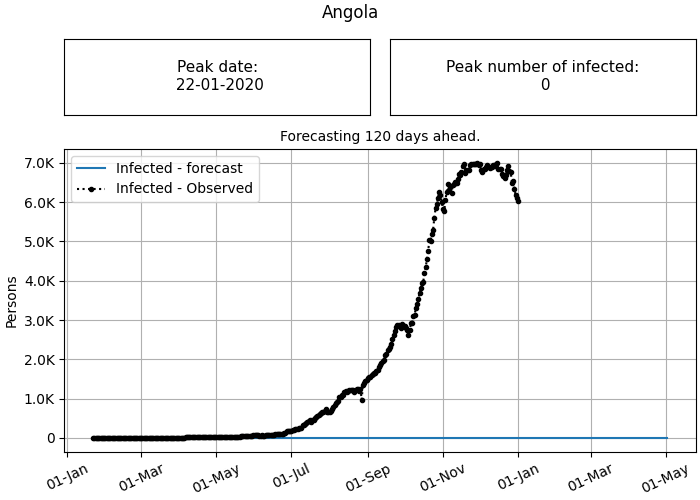 Angola
Peak date:
22-01-2020
Peak number of infected:
0
Forecasting 120 days ahead.
Infected - forecast
Infected - Observed
Persons
7.0K
6.0K
5.0K
4.0K
3.0K
2.0K
1.0K
0
01-Jan
01-Mar
01-May
01-Jul
01-Sep
01-Nov
01-Jan
01-Mar
01-May